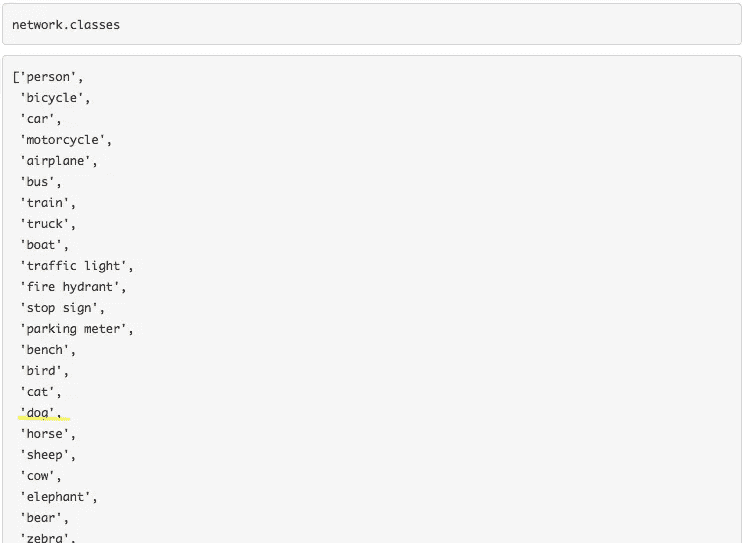 network.classes
['person',
'bicycle',
'car',
'motorcycle',
'airplane',
'bus',
'train',
'truck',
'boat',
'traffic light',
'fire hydrant',
'stop sign',
'parking meter',
'bench',
'bird',
'cat',
'dog',
'horse',
'sheep',
'cow',
'elephant',
'bear',
'zebra',